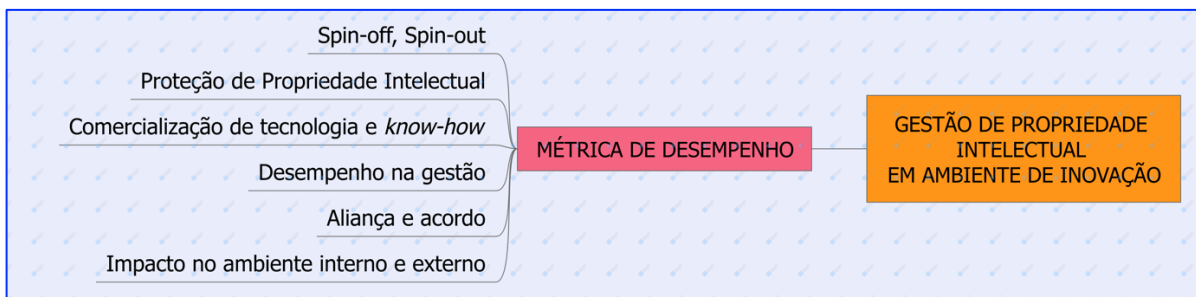 Spin-off, Spin-out
Proteção de Propriedade Intelectual
Comercialização de tecnologia e know-how
Desempenho na gestão
Aliança e acordo
Impacto no ambiente interno e externo
MÉTRICA DE DESEMPENHO
GESTÃO DE PROPRIEDADE
INTELECTUAL
EM AMBIENTE DE INOVAÇÃO